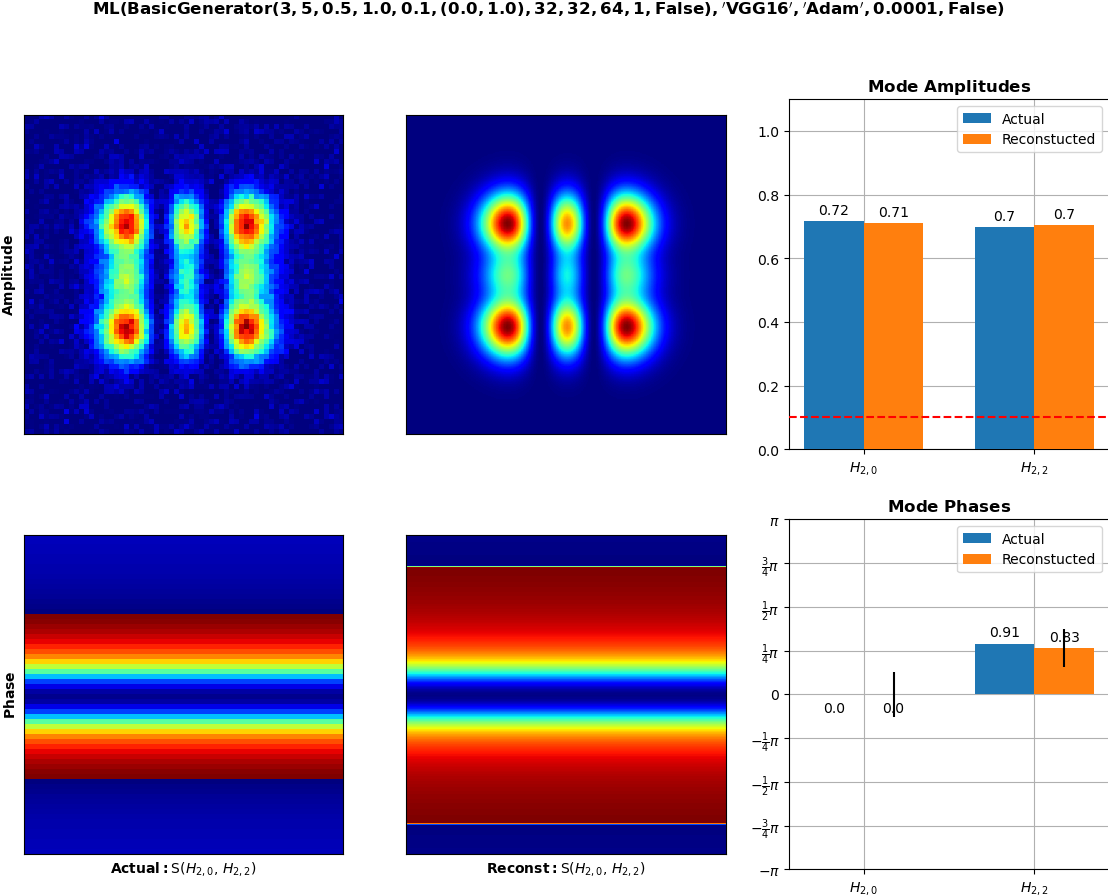 ML(BasicGenerator(3, 5, 0.5, 1.0, 0.1, (0.0, 1.0), 32, 32, 64, 1, False), ′VGG16′, ′Adam′, 0.0001, False)
Amplitude
Mode Amplitudes
Actual
Reconstucted
1.0
0.8
0.6
0.4
0.2
0.0
0.72
0.71
0.7
0.7
H2,0
H2,2
Phase
Actual: S(H2,0, H2,2)
Reconst: S(H2,0, H2,2)
Mode Phases
Actual
Reconstucted
π
3/4π
1/2π
1/4π
0
−1/4π
−1/2π
−3/4π
−π
0.0
0.0
0.91
0.83
H2,0
H2,2